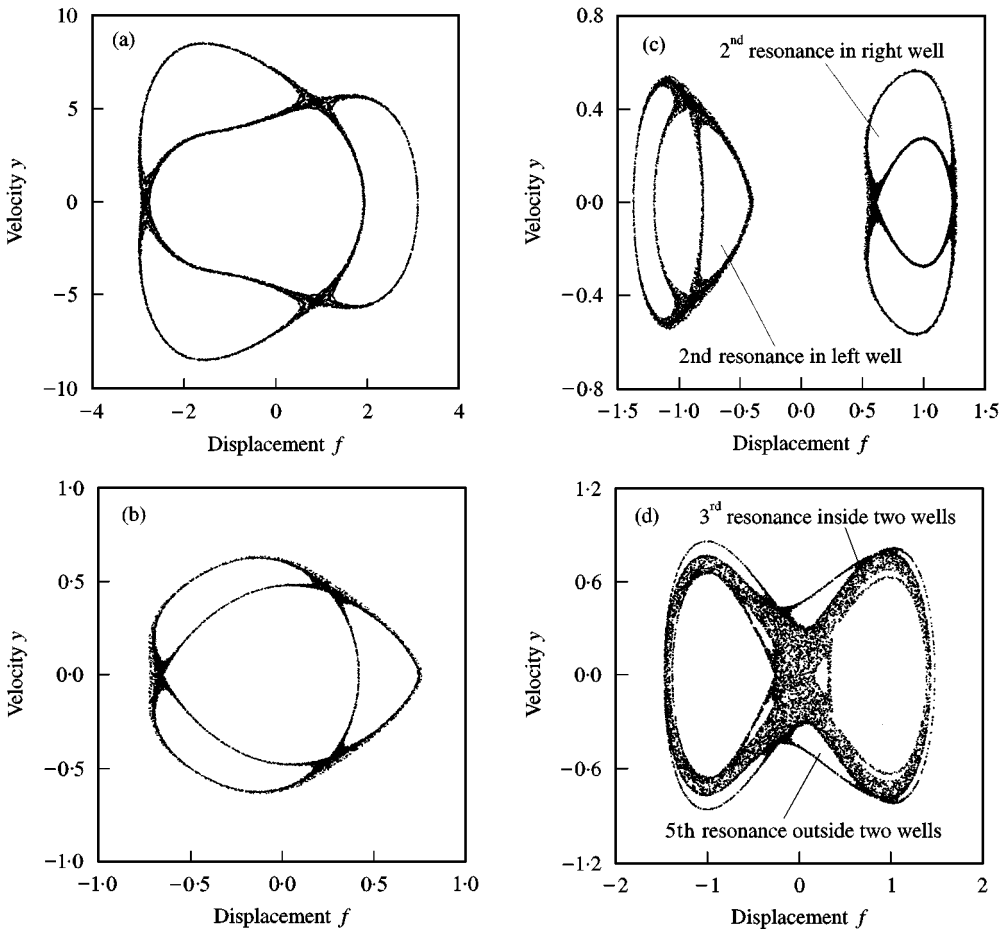 (a)
10
5
0
−5
−10
−4
−2
0
2
4
Velocity y
Displacement f
(c)
2nd resonance in right well
2nd resonance in left well
0·8
0·4
0·0
−0·4
−0·8
−1·5
−1·0
−0·5
0·0
0·5
1·0
1·5
Velocity y
Displacement f
(b)
1·0
0·5
0·0
−0·5
−1·0
−1·0
−0·5
0·0
0·5
1·0
Velocity y
Displacement f
(d)
3rd resonance inside two wells
5th resonance outside two wells
1·2
0·6
0·0
−0·6
−1·2
−2
−1
0
1
2
Velocity y
Displacement f